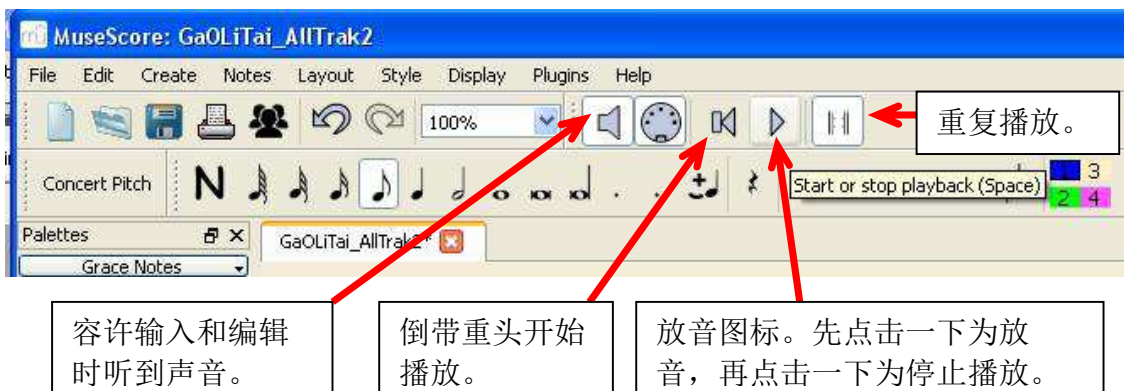 MuseScore: GaOLiTai_AllTrak2
File Edit Create Notes Layout Style Display Plugins Help
100%
重复播放。
Concert Pitch N
Start or stop playback (Space)
1 3
2 4
Palettes
GaOLiTai_AllTrak2*
Grace Notes
容许输入和编辑
时听到声音。
倒带重头开始
播放。
放音图标。先点击一下为放
音，再点击一下为停止播放。